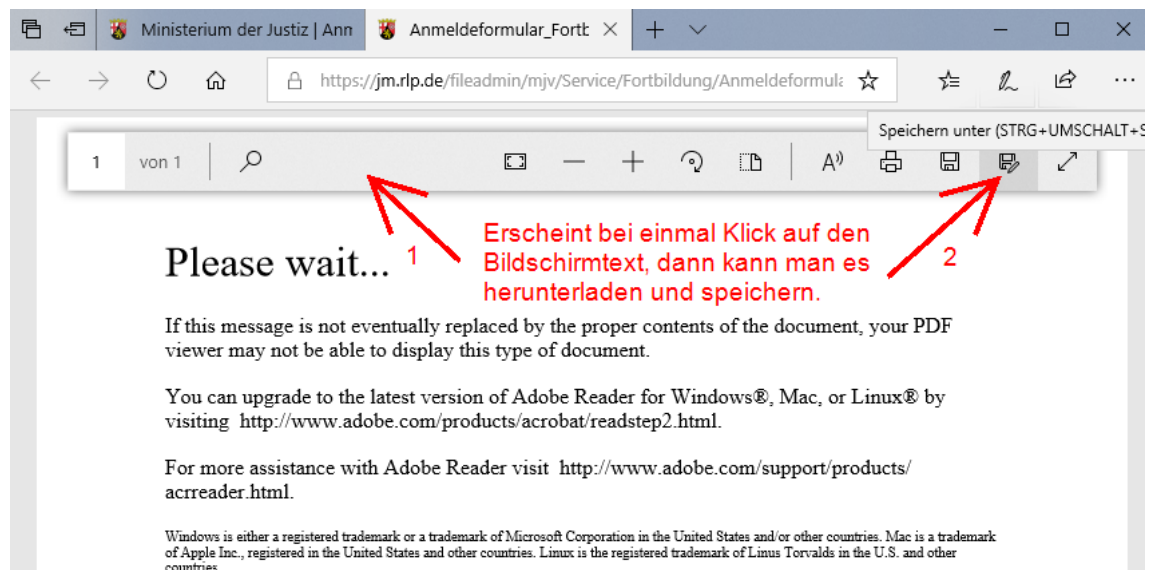 Ministerium der Justiz | Ann
Anmeldeformular_Fortb
https://jm.rlp.de/fileadmin/mjv/Service/Fortbildung/Anmeldeformula
Speichern unter (STRG+UMSCHALT+S
1 von 1
1
Erscheint bei einmal Klick auf den
Bildschirmtext, dann kann man es
herunterladen und speichern.
2
Please wait...
If this message is not eventually replaced by the proper contents of the document, your PDF
viewer may not be able to display this type of document.
You can upgrade to the latest version of Adobe Reader for Windows®, Mac, or Linux® by
visiting http://www.adobe.com/products/acrobat/readstep2.html.
For more assistance with Adobe Reader visit http://www.adobe.com/support/products/
acrreader.html.
Windows is either a registered trademark or a trademark of Microsoft Corporation in the United States and/or other countries. Mac is a trademark
of Apple Inc., registered in the United States and other countries. Linux is the registered trademark of Linus Torvalds in the U.S. and other
countries.